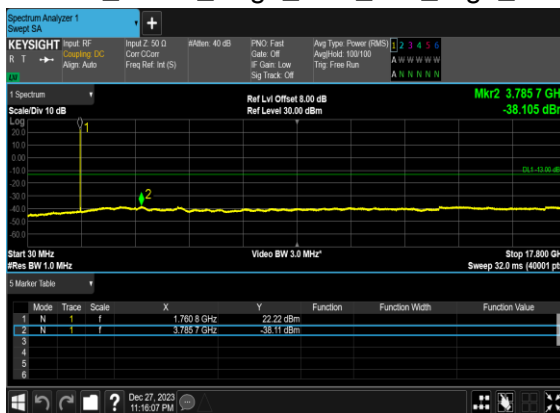 Spectrum Analyzer 1
Swept SA
+
KEYSIGHT Input: RF Input Z: 50 Ω #Atten: 40 dB PNO: Fast Avg Type: Power (RMS) 1 2 3 4 5 6
R T Coupling: DC Corr CCorr Gate: Off Avg|Hold: 100/100 A W W W W W
Align: Auto Freq Ref: Int (S) IF Gain: Low Trig: Free Run
LU Sig Track: Off A N N N N N
1 Spectrum Ref Lvl Offset 8.00 dB Mkr2 3.785 7 GH
Scale/Div 10 dB Ref Level 30.00 dBm -38.105 dBr
Log
20.0
10.0
0.00
-10.0
DL1 -13.00 dB
-20.0
-30.0
-40.0
-50.0
-60.0
1
2
Start 30 MHz Video BW 3.0 MHz* Stop 17.800 GH
#Res BW 1.0 MHz Sweep 32.0 ms (40001 pt
5 Marker Table
Mode Trace Scale X Y Function Function Width Function Value
1 N 1 f 1.760 8 GHz 22.22 dBm
2 N 1 f 3.785 7 GHz -38.11 dBm
3
4
5
6
? Dec 27, 2023
11:16:07 PM